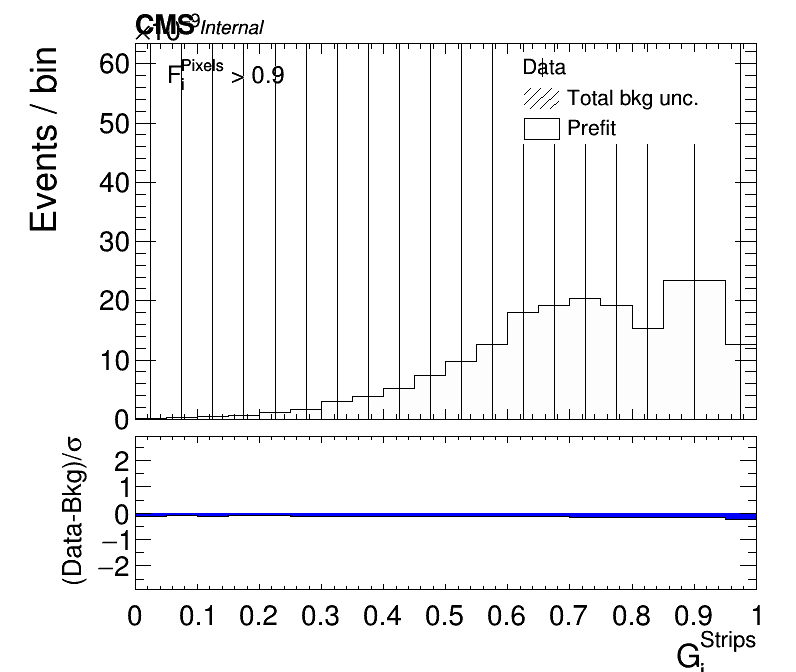 CMS Internal
×10⁹
F_i^Pixels > 0.9
Data
Total bkg unc.
Prefit
Events / bin
60
50
40
30
20
10
0
(Data-Bkg)/σ
2
1
0
−1
−2
0 0.1 0.2 0.3 0.4 0.5 0.6 0.7 0.8 0.9 1
G_i^Strips